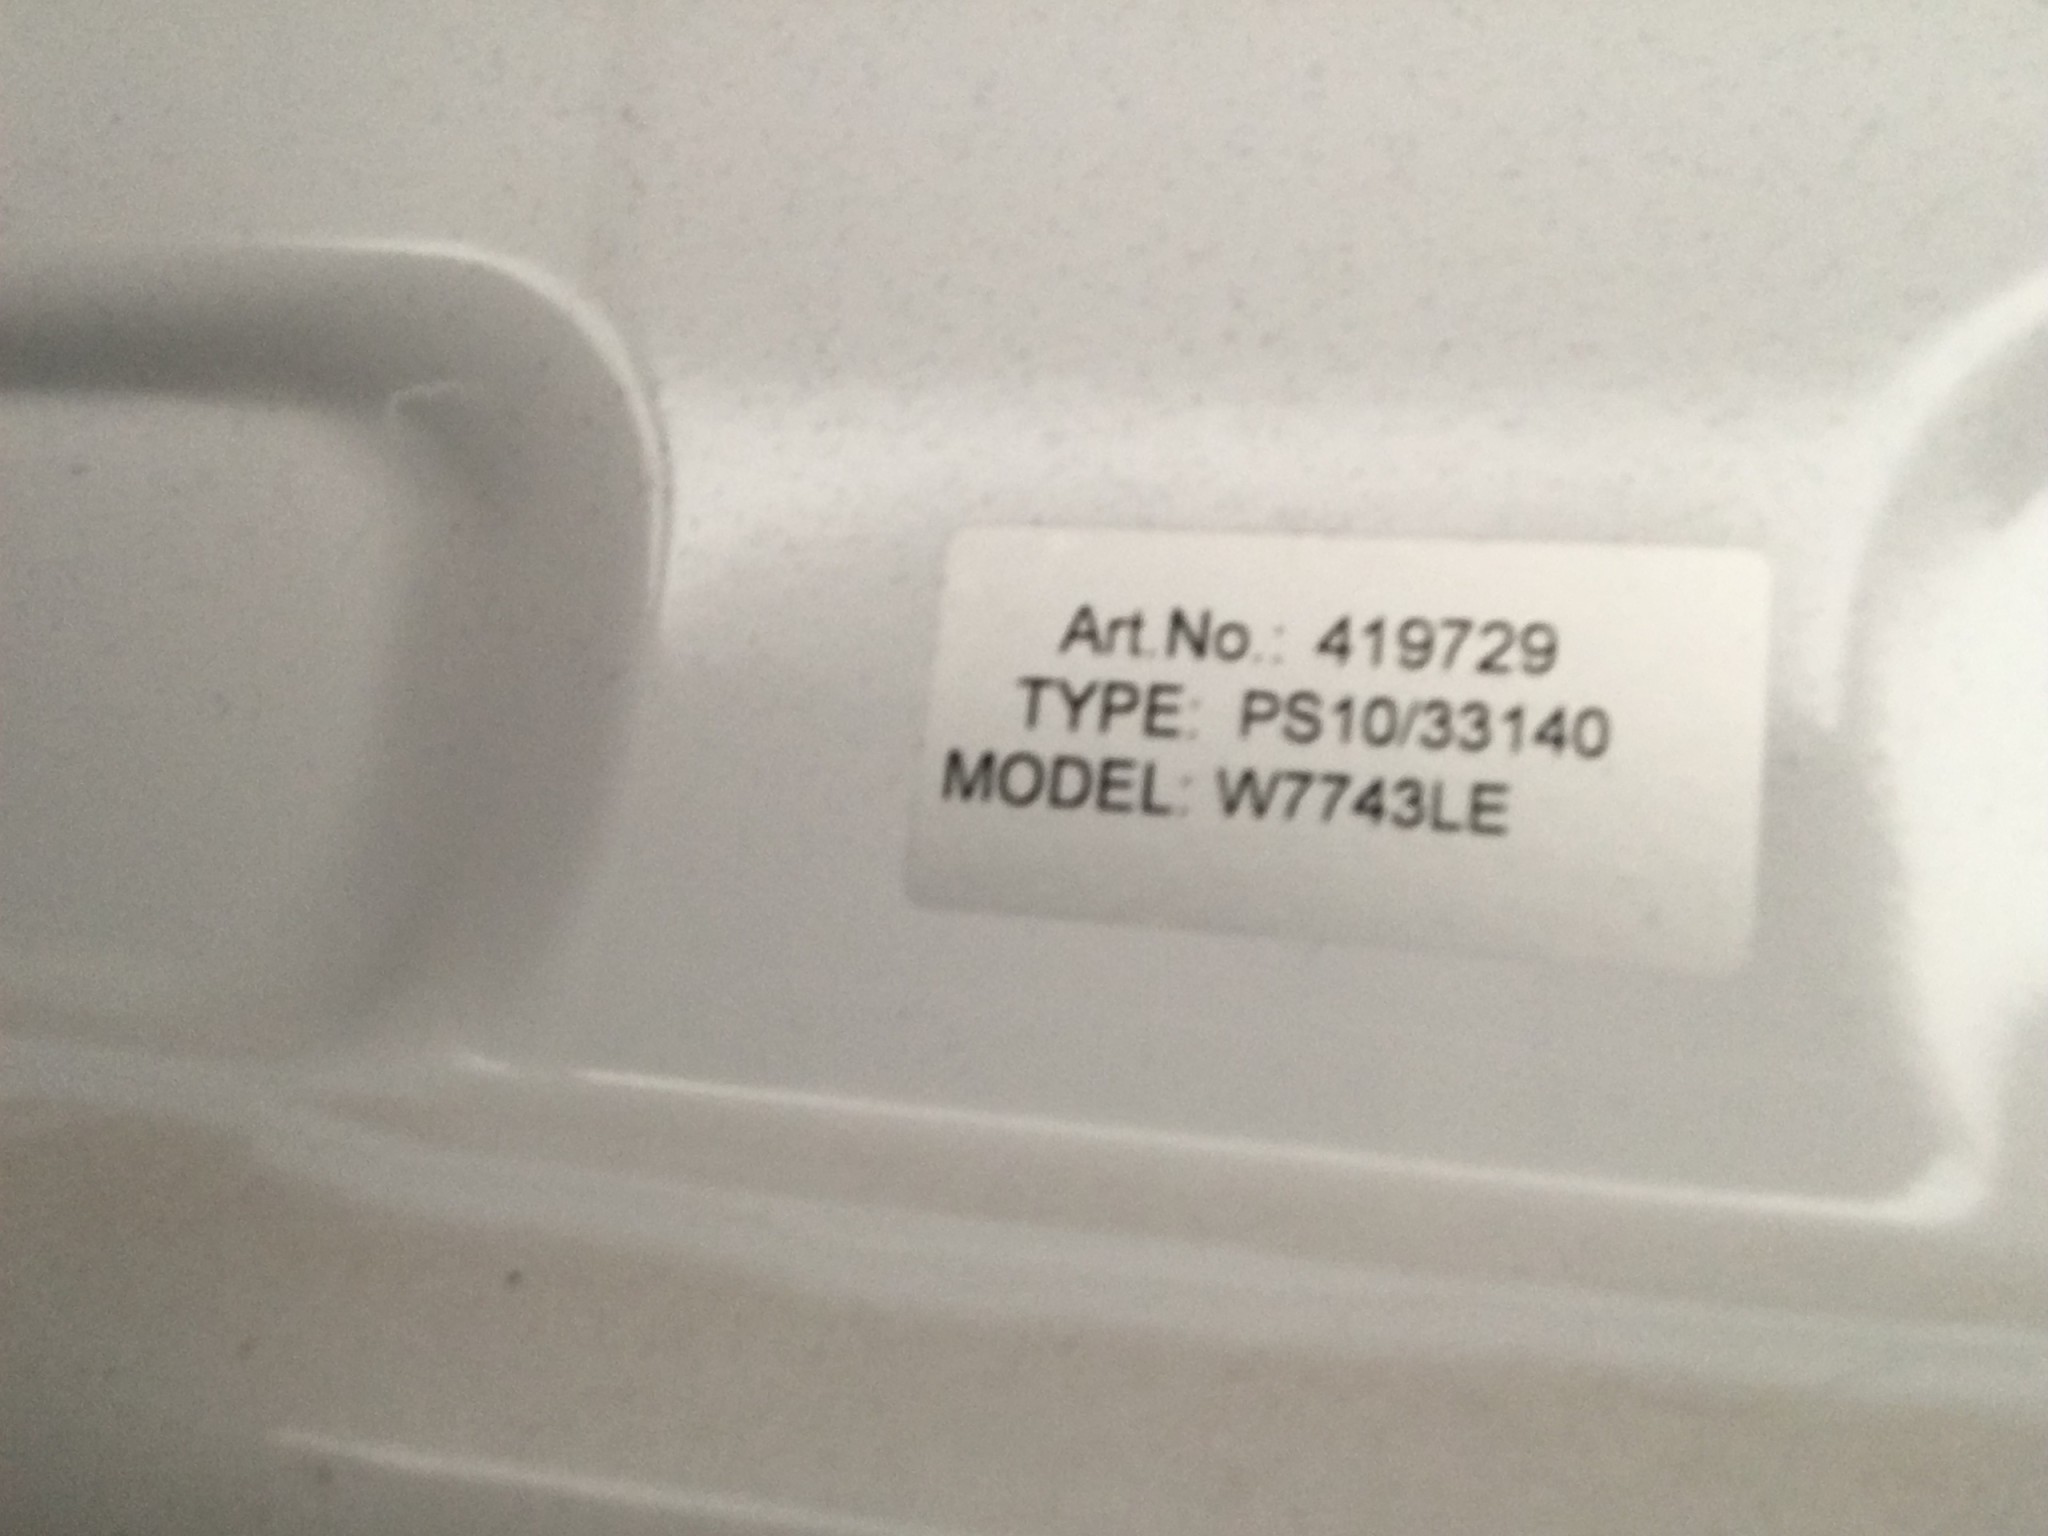 Art.No.: 419729
TYPE: PS10/33140
MODEL: W7743LE